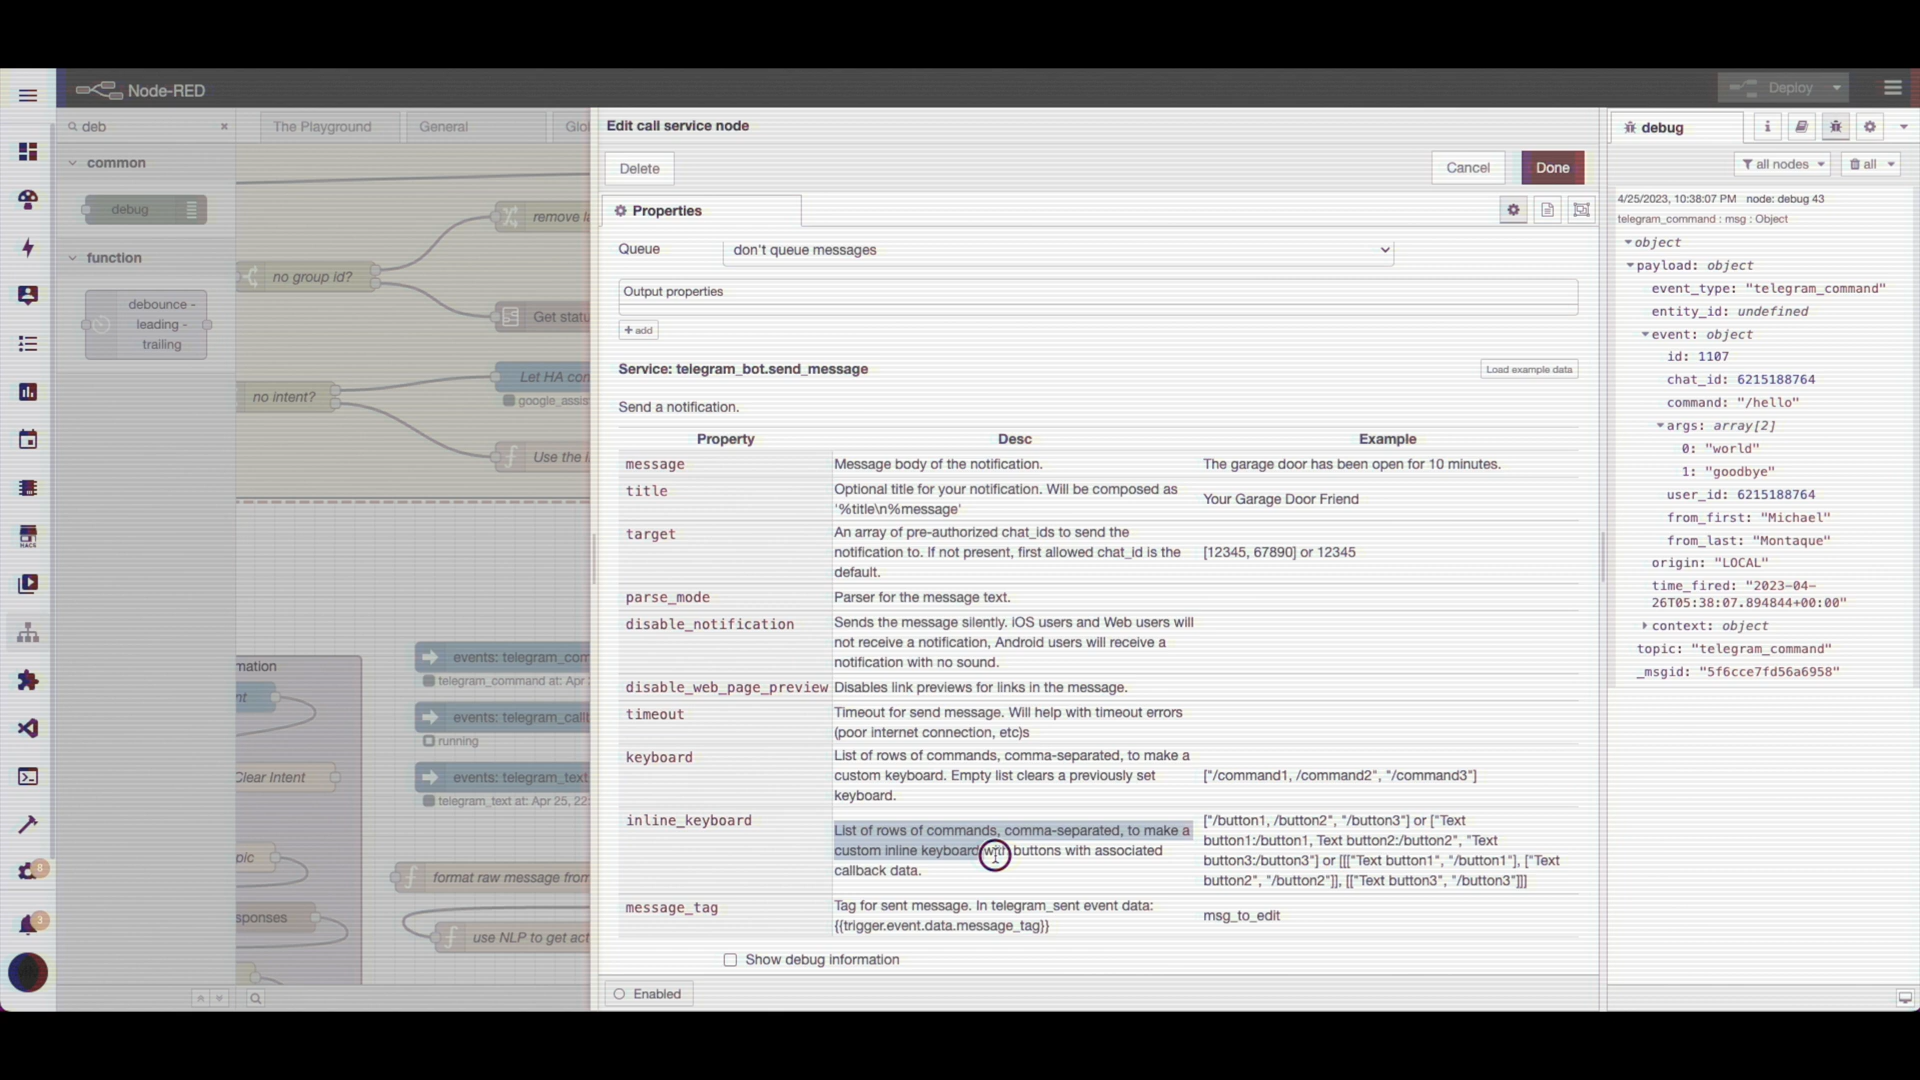 Node-RED
Deploy
deb
The Playground
General
Glo
Edit call service node
debug
common
Delete
Cancel
Done
all nodes
all
debug
Properties
4/25/2023, 10:38:07 PM node: debug 43
telegram_command : msg : Object
remove la
function
Queue
don't queue messages
object
payload: object
no group id?
Output properties
event_type: "telegram_command"
debounce -
leading -
trailing
Get statu
add
entity_id: undefined
event: object
id: 1107
Service: telegram_bot.send_message
Load example data
Let HA con
google_assis
no intent?
chat_id: 6215188764
command: "/hello"
Send a notification.
args: array[2]
Property
Desc
Example
0: "world"
Use the l
message
Message body of the notification.
The garage door has been open for 10 minutes.
1: "goodbye"
title
Optional title for your notification. Will be composed as
'%title\n%message'
Your Garage Door Friend
user_id: 6215188764
from_first: "Michael"
target
An array of pre-authorized chat_ids to send the
notification to. If not present, first allowed chat_id is the
default.
[12345, 67890] or 12345
from_last: "Montaque"
origin: "LOCAL"
HACS
parse_mode
Parser for the message text.
time_fired: "2023-04-
26T05:38:07.894844+00:00"
disable_notification
Sends the message silently. iOS users and Web users will
not receive a notification, Android users will receive a
notification with no sound.
context: object
topic: "telegram_command"
_msgid: "5f6cce7fd56a6958"
mation
events: telegram_com
telegram_command at: Apr
nt
disable_web_page_preview
Disables link previews for links in the message.
events: telegram_call
running
timeout
Timeout for send message. Will help with timeout errors
(poor internet connection, etc)s
Clear Intent
events: telegram_text
telegram_text at: Apr 25, 22:
keyboard
List of rows of commands, comma-separated, to make a
custom keyboard. Empty list clears a previously set
keyboard.
["/command1, /command2", "/command3"]
inline_keyboard
List of rows of commands, comma-separated, to make a
custom inline keyboard with buttons with associated
callback data.
["/button1, /button2", "/button3"] or ["Text
button1:/button1, Text button2:/button2", "Text
button3:/button3"] or [[["Text button1", "/button1"], ["Text
button2", "/button2"]], [["Text button3", "/button3"]]]
pic
8
format raw message from
message_tag
Tag for sent message. In telegram_sent event data:
{{trigger.event.data.message_tag}}
msg_to_edit
sponses
3
use NLP to get act
Show debug information
Enabled